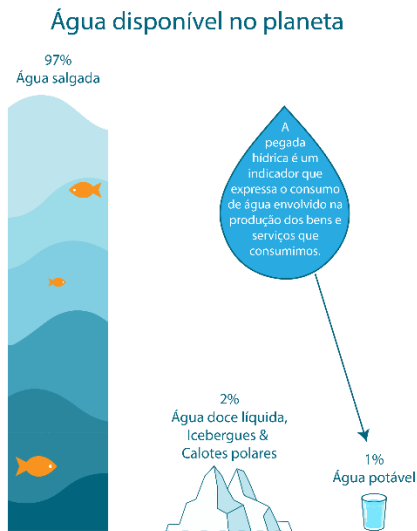 Água disponível no planeta
97%
Água salgada
A
pegada
hídrica é um
indicador que
expressa o consumo
de água envolvido na
produção dos bens e
serviços que
consumimos.
2%
Água doce líquida,
Icebergues &
Calotes polares
1%
Água potável